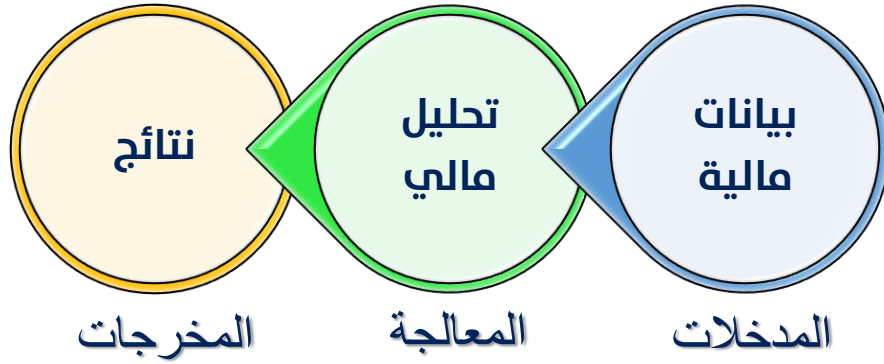 بيانات
مالية
تحليل
مالي
نتائج
المدخلات
المعالجة
المخرجات